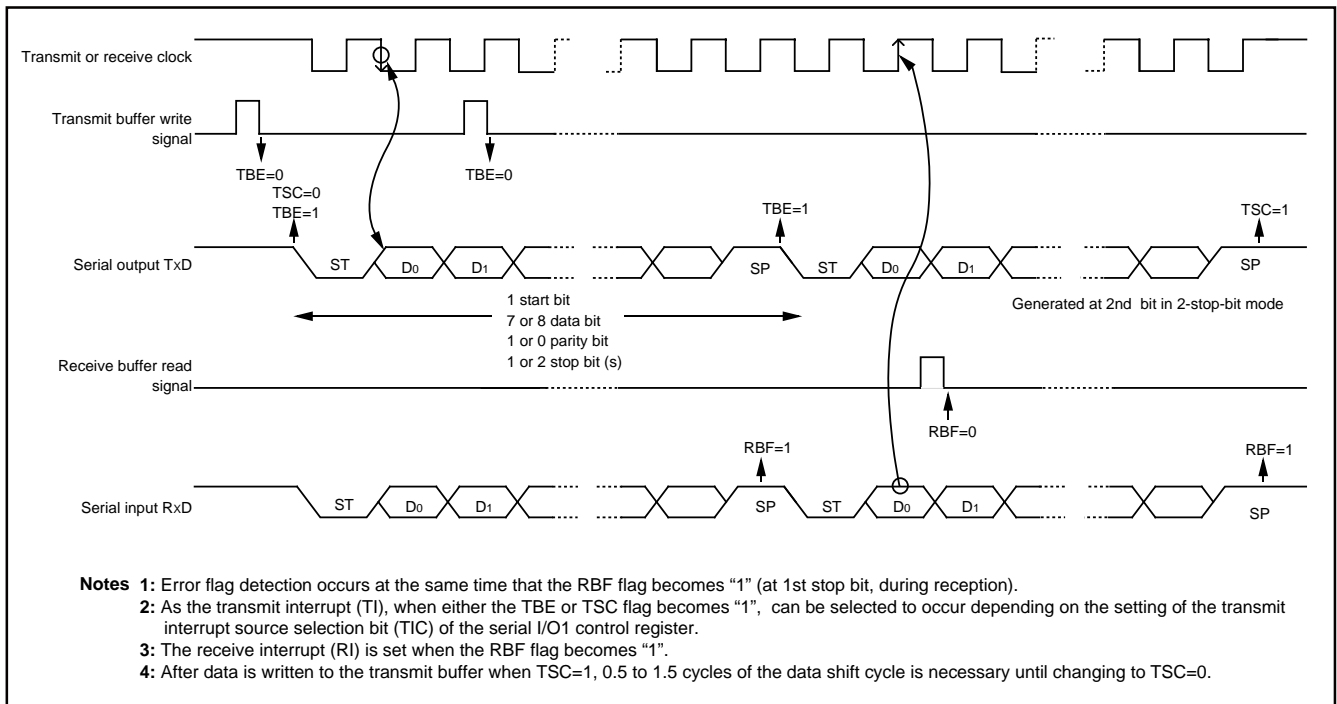 Transmit or receive clock
Transmit buffer write
signal
TBE=0
TBE=0
TSC=0
TBE=1
TBE=1
TSC=1
Serial output TxD
ST
D0
D1
SP
ST
D0
D1
SP
1 start bit
7 or 8 data bit
1 or 0 parity bit
1 or 2 stop bit (s)
Generated at 2nd bit in 2-stop-bit mode
Receive buffer read
signal
RBF=0
RBF=1
RBF=1
Serial input RxD
ST
D0
D1
SP
ST
D0
D1
SP
Notes 1: Error flag detection occurs at the same time that the RBF flag becomes “1” (at 1st stop bit, during reception).
2: As the transmit interrupt (TI), when either the TBE or TSC flag becomes “1”, can be selected to occur depending on the setting of the transmit
interrupt source selection bit (TIC) of the serial I/O1 control register.
3: The receive interrupt (RI) is set when the RBF flag becomes “1”.
4: After data is written to the transmit buffer when TSC=1, 0.5 to 1.5 cycles of the data shift cycle is necessary until changing to TSC=0.